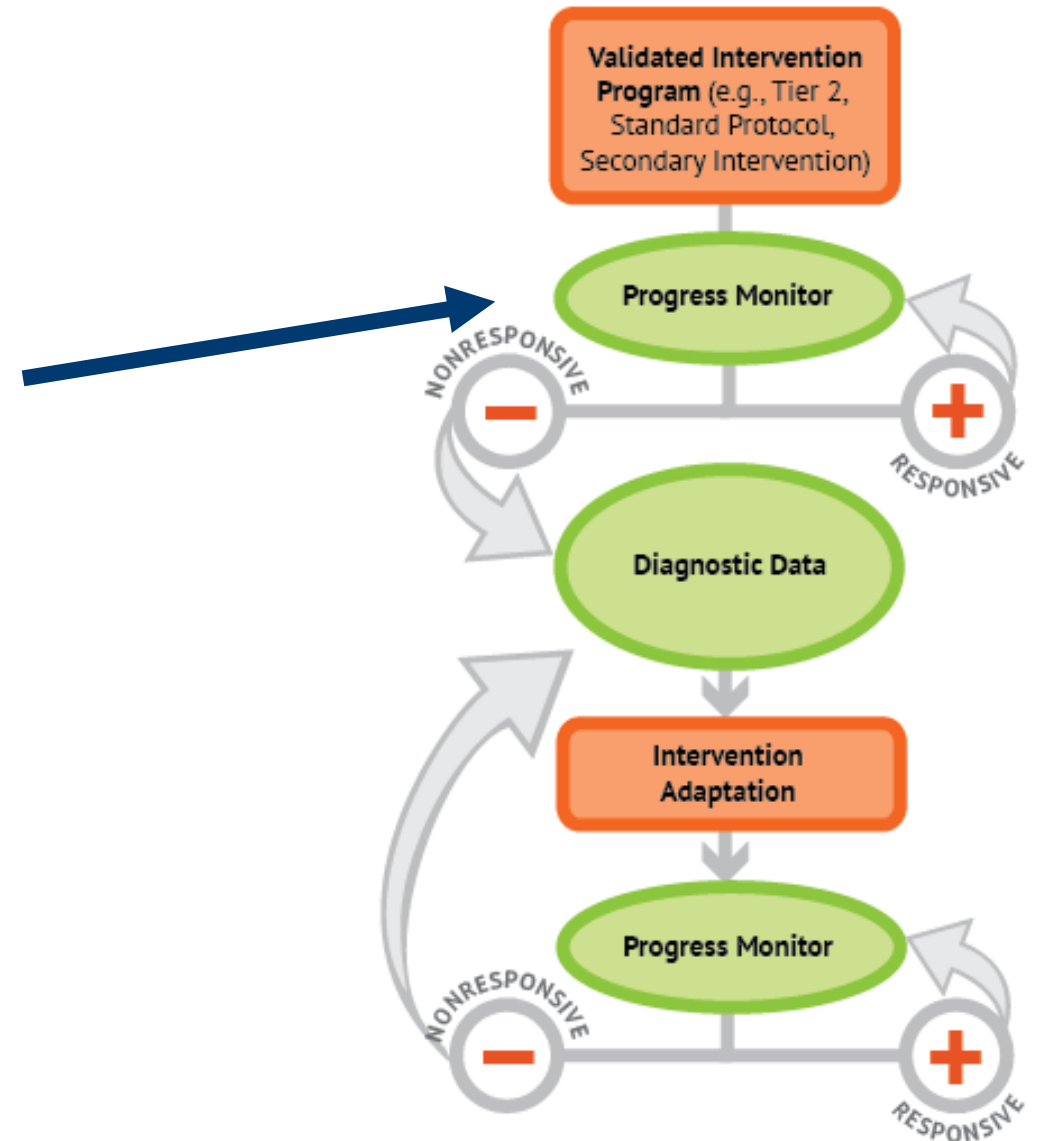 Validated Intervention
Program (e.g., Tier 2,
Standard Protocol,
Secondary Intervention)
Progress Monitor
NONRESPONSIVE
RESPONSIVE
Diagnostic Data
Intervention
Adaptation
Progress Monitor
NONRESPONSIVE
RESPONSIVE